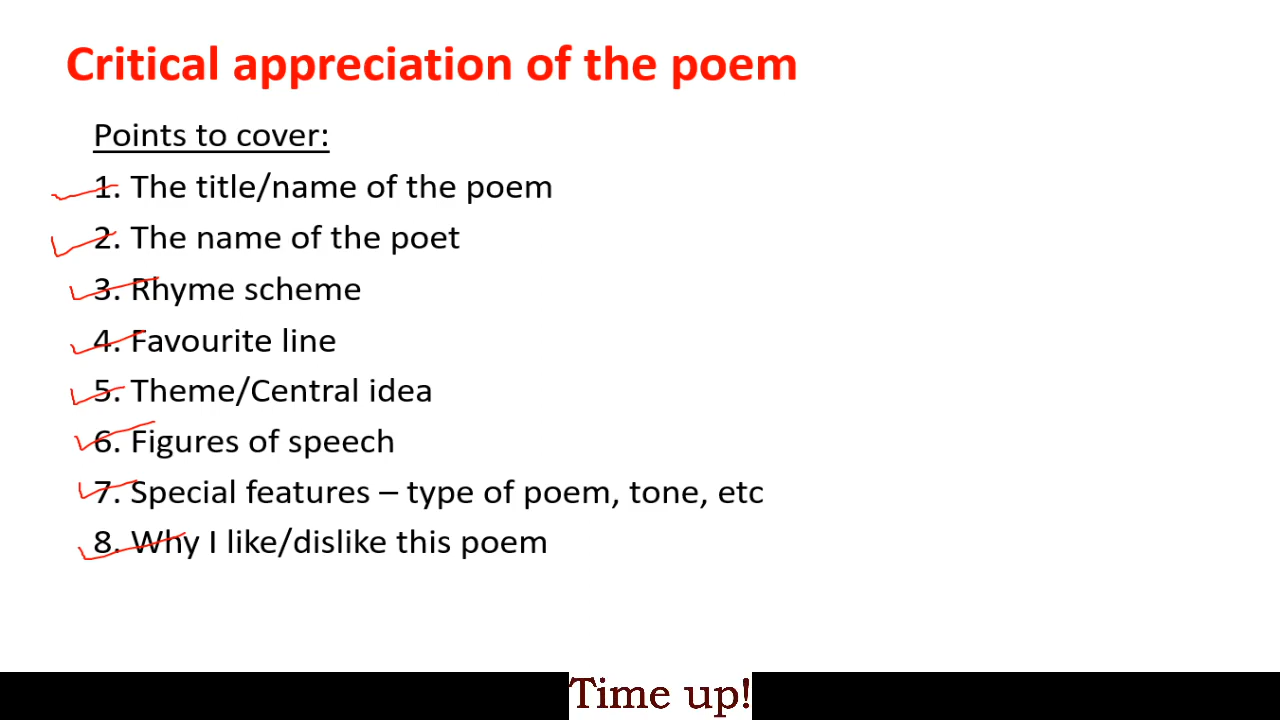 Critical appreciation of the poem
Points to cover:
1. The title/name of the poem
2. The name of the poet
3. Rhyme scheme
4. Favourite line
5. Theme/Central idea
6. Figures of speech
7. Special features – type of poem, tone, etc
8. Why I like/dislike this poem
Time up!